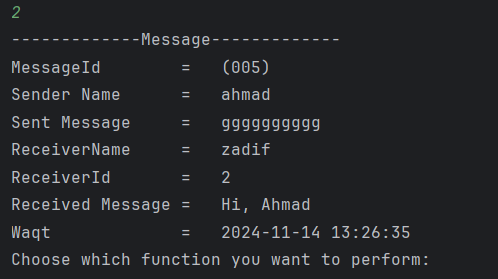 2
-------------Message-------------
MessageId        =   (005)
Sender Name      =   ahmad
Sent Message     =   gggggggggg
ReceiverName     =   zadif
ReceiverId       =   2
Received Message =   Hi, Ahmad
Waqt             =   2024-11-14 13:26:35
Choose which function you want to perform: